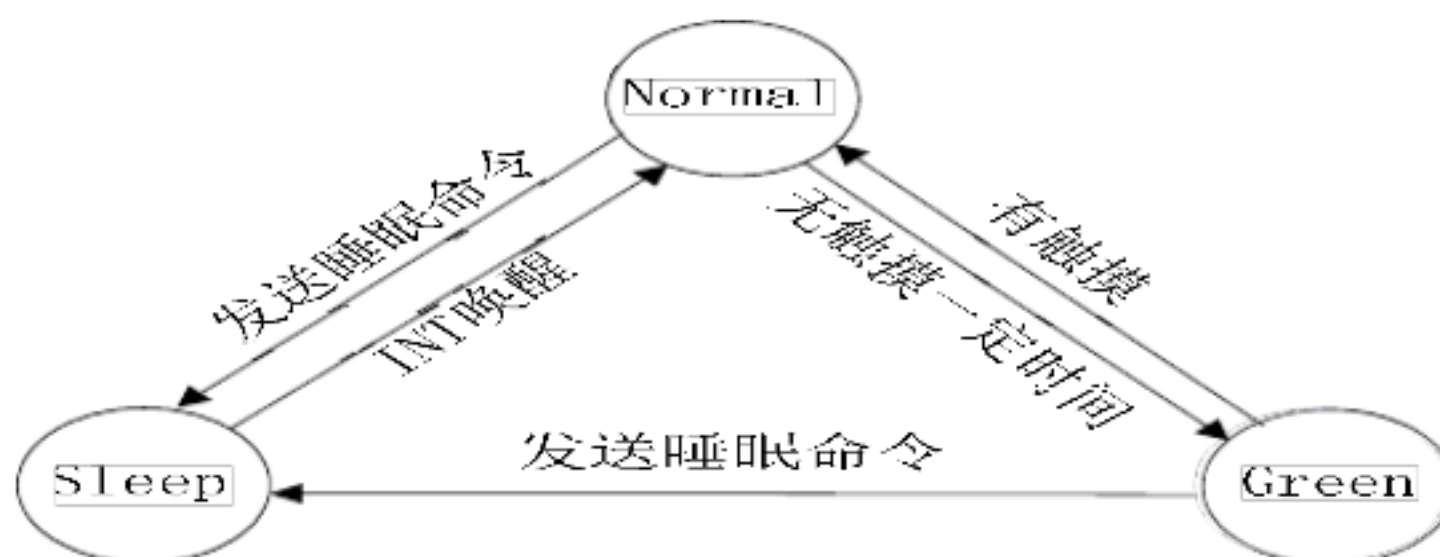 Normal
发送睡眠命令
INT唤醒
无触摸一定时间
有触摸
发送睡眠命令
Sleep
Green